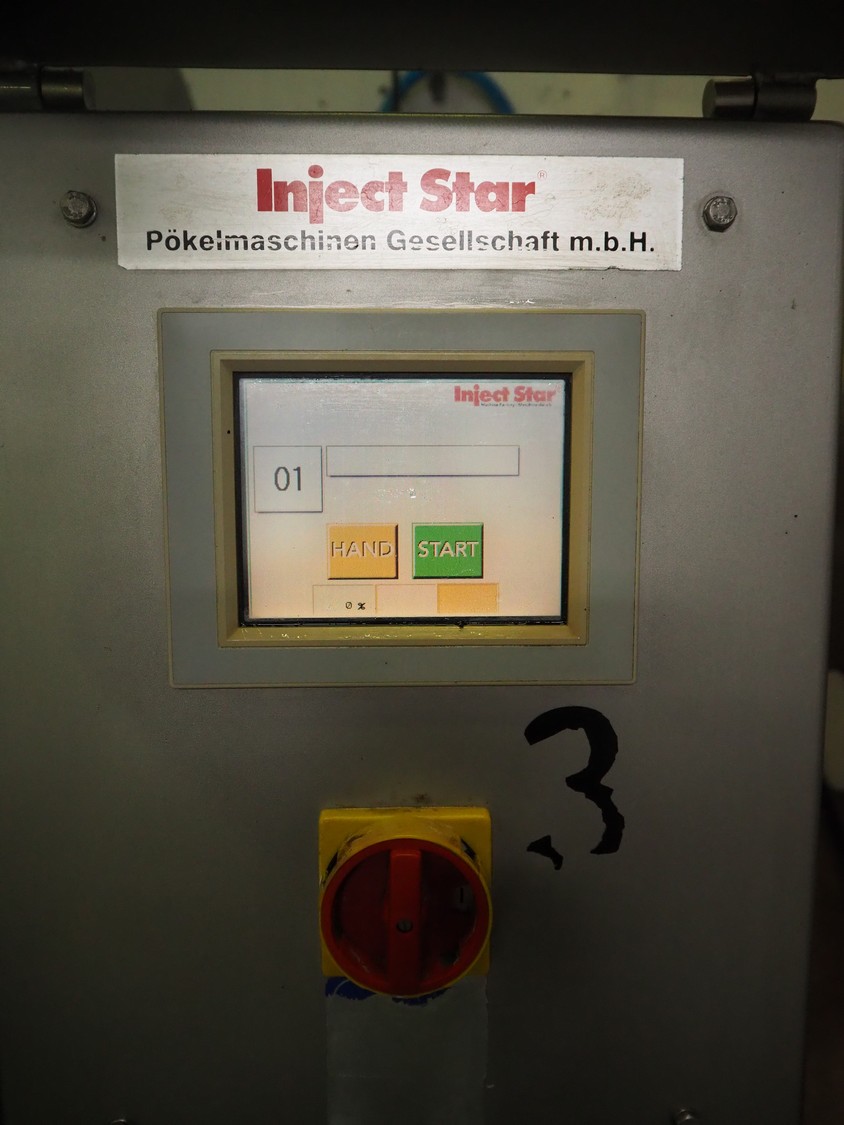 Inject Star®
Pökelmaschinen Gesellschaft m.b.H.
Inject Star
01
HAND START
0 %
3